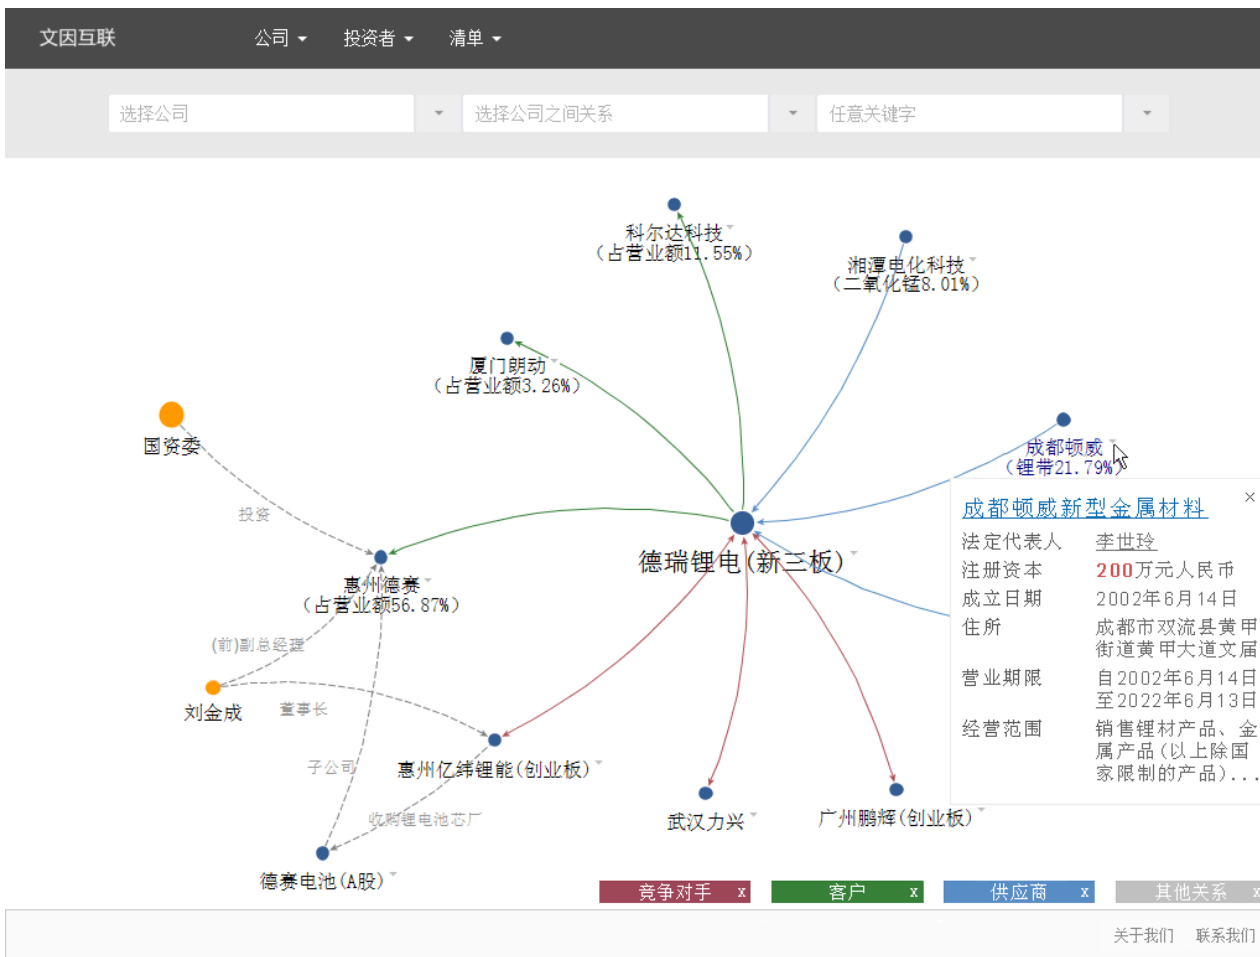 文因互联
公司
投资者
清单
选择公司
选择公司之间关系
任意关键字
科尔达科技
(占营业额11.55%)
湘潭电化科技
(二氧化锰8.01%)
厦门朗动
(占营业额3.26%)
国资委
成都顿威
(锂带21.79%)
投资
德瑞锂电(新三板)
惠州德赛
(占营业额56.87%)
(前)副总经理
刘金成
董事长
子公司
惠州亿纬锂能(创业板)
收购锂电池芯厂
武汉力兴
广州鹏辉(创业板)
德赛电池(A股)
成都顿威新型金属材料
×
法定代表人 李世玲
注册资本 200万元人民币
成立日期 2002年6月14日
住所 成都市双流县黄甲
街道黄甲大道文届
营业期限 自2002年6月14日
至2022年6月13日
经营范围 销售锂材产品、金
属产品(以上除国
家限制的产品)...
竞争对手 x
客户 x
供应商 x
其他关系 x
关于我们 联系我们